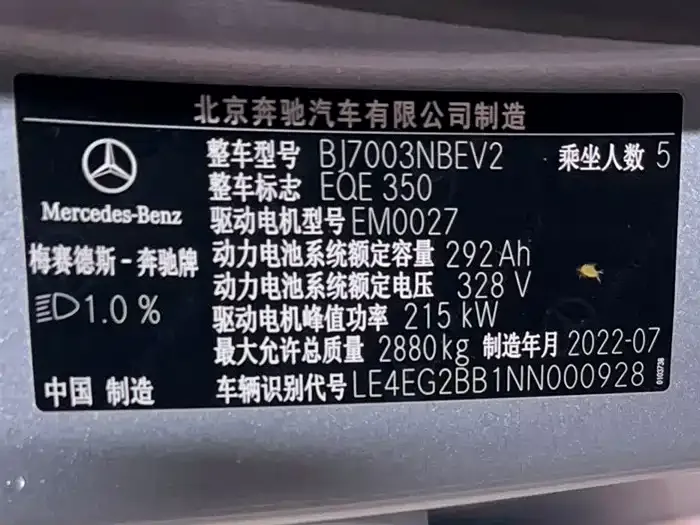 北京奔驰汽车有限公司制造
整车型号 BJ7003NBEV2 乘坐人数 5
整车标志 EQE 350
Mercedes-Benz
驱动电机型号 EM0027
梅赛德斯-奔驰牌
动力电池系统额定容量 292 Ah
动力电池系统额定电压 328 V
1.0 %
驱动电机峰值功率 215 kW
最大允许总质量 2880kg 制造年月 2022-07
中国 制造
车辆识别代号 LE4EG2BB1NN000928
0103736